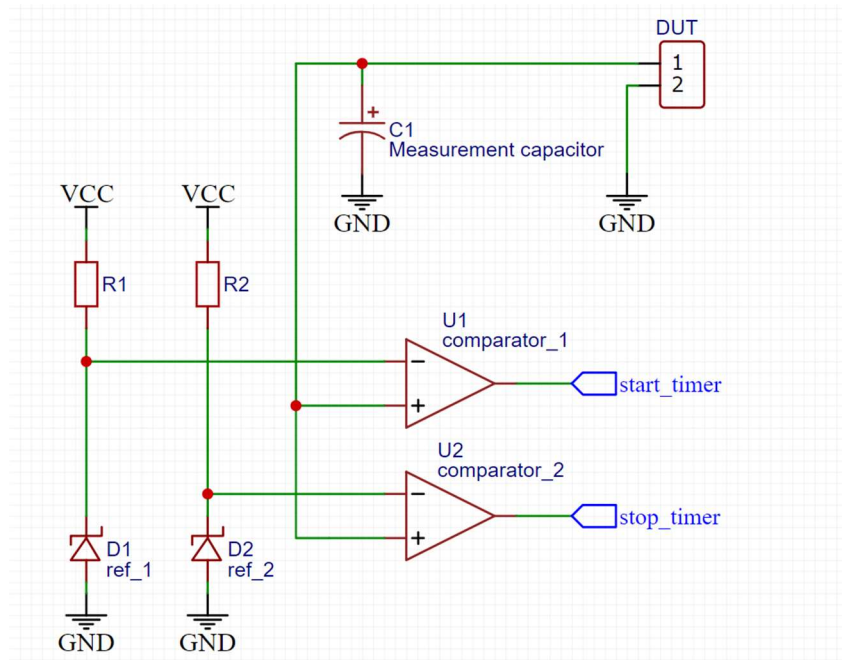 DUT
1
2
+
C1
Measurement capacitor
GND
GND
VCC
VCC
R1
R2
U1
comparator_1
−
+
start_timer
U2
comparator_2
−
+
stop_timer
D1
ref_1
D2
ref_2
GND
GND